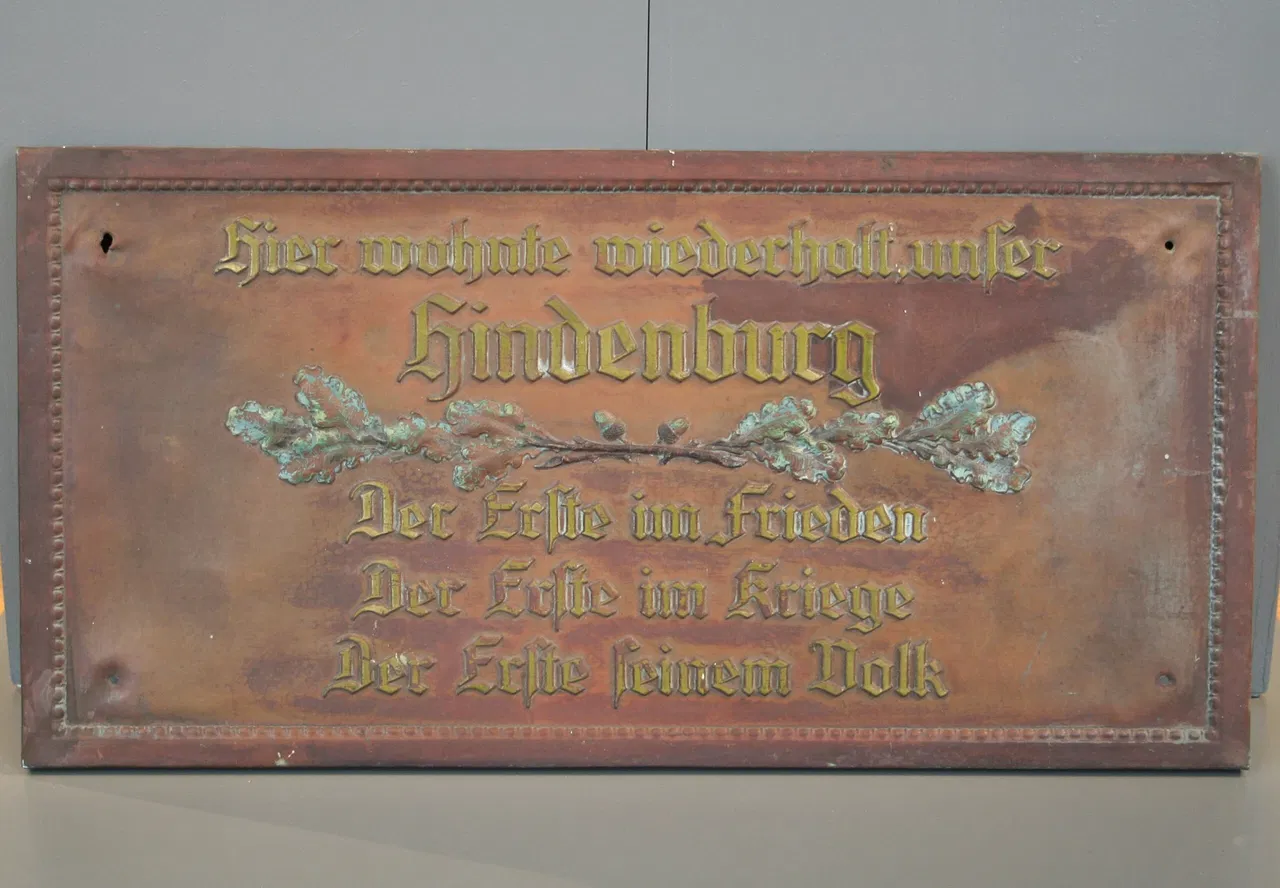 Hier wohnte wiederholt unser
Hindenburg
Der Erste im Frieden
Der Erste im Kriege
Der Erste seinem Volk